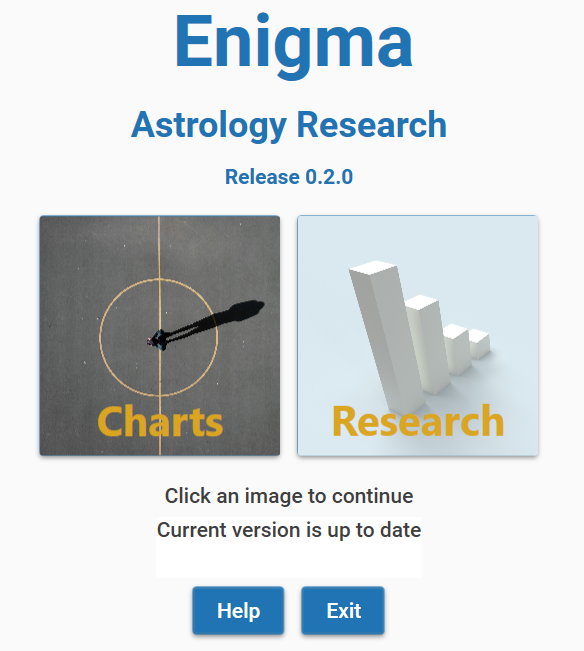 Enigma
Astrology Research
Release 0.2.0
Charts
Research
Click an image to continue
Current version is up to date
Help
Exit